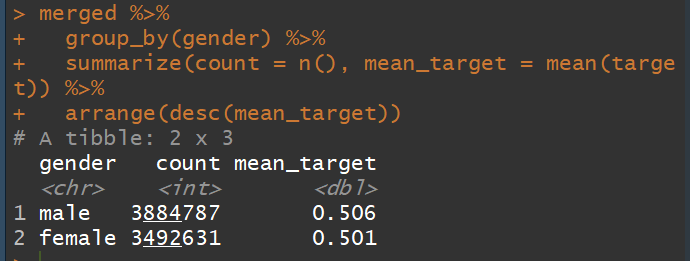 > merged %>%
+   group_by(gender) %>%
+   summarize(count = n(), mean_target = mean(targe
t)) %>%
+   arrange(desc(mean_target))
# A tibble: 2 x 3
  gender   count mean_target
  <chr>    <int>       <dbl>
1 male   3884787       0.506
2 female 3492631       0.501
>